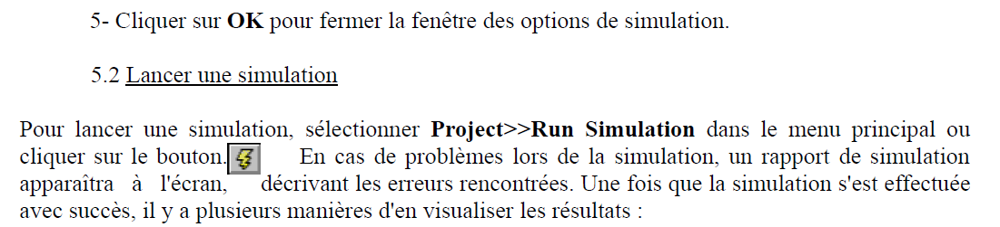 5- Cliquer sur OK pour fermer la fenêtre des options de simulation.
5.2 Lancer une simulation
Pour lancer une simulation, sélectionner Project>>Run Simulation dans le menu principal ou
cliquer sur le bouton. En cas de problèmes lors de la simulation, un rapport de simulation
apparaîtra à l'écran, décrivant les erreurs rencontrées. Une fois que la simulation s'est effectuée
avec succès, il y a plusieurs manières d'en visualiser les résultats :